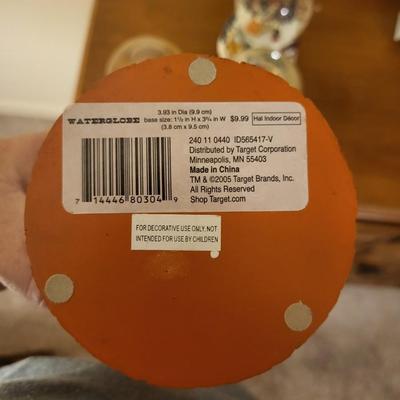 WATERGLOBE
3.93 in Dia (9.9 cm)
base size: 1½ in H x 3¾ in W
(3.8 cm x 9.5 cm)
$9.99
Hal Indoor Décor
7 14446 80304 9
240 11 0440 ID565417-V
Distributed by Target Corporation
Minneapolis, MN 55403
Made in China
TM & ©2005 Target Brands, Inc.
All Rights Reserved
Shop Target.com
FOR DECORATIVE USE ONLY, NOT
INTENDED FOR USE BY CHILDREN